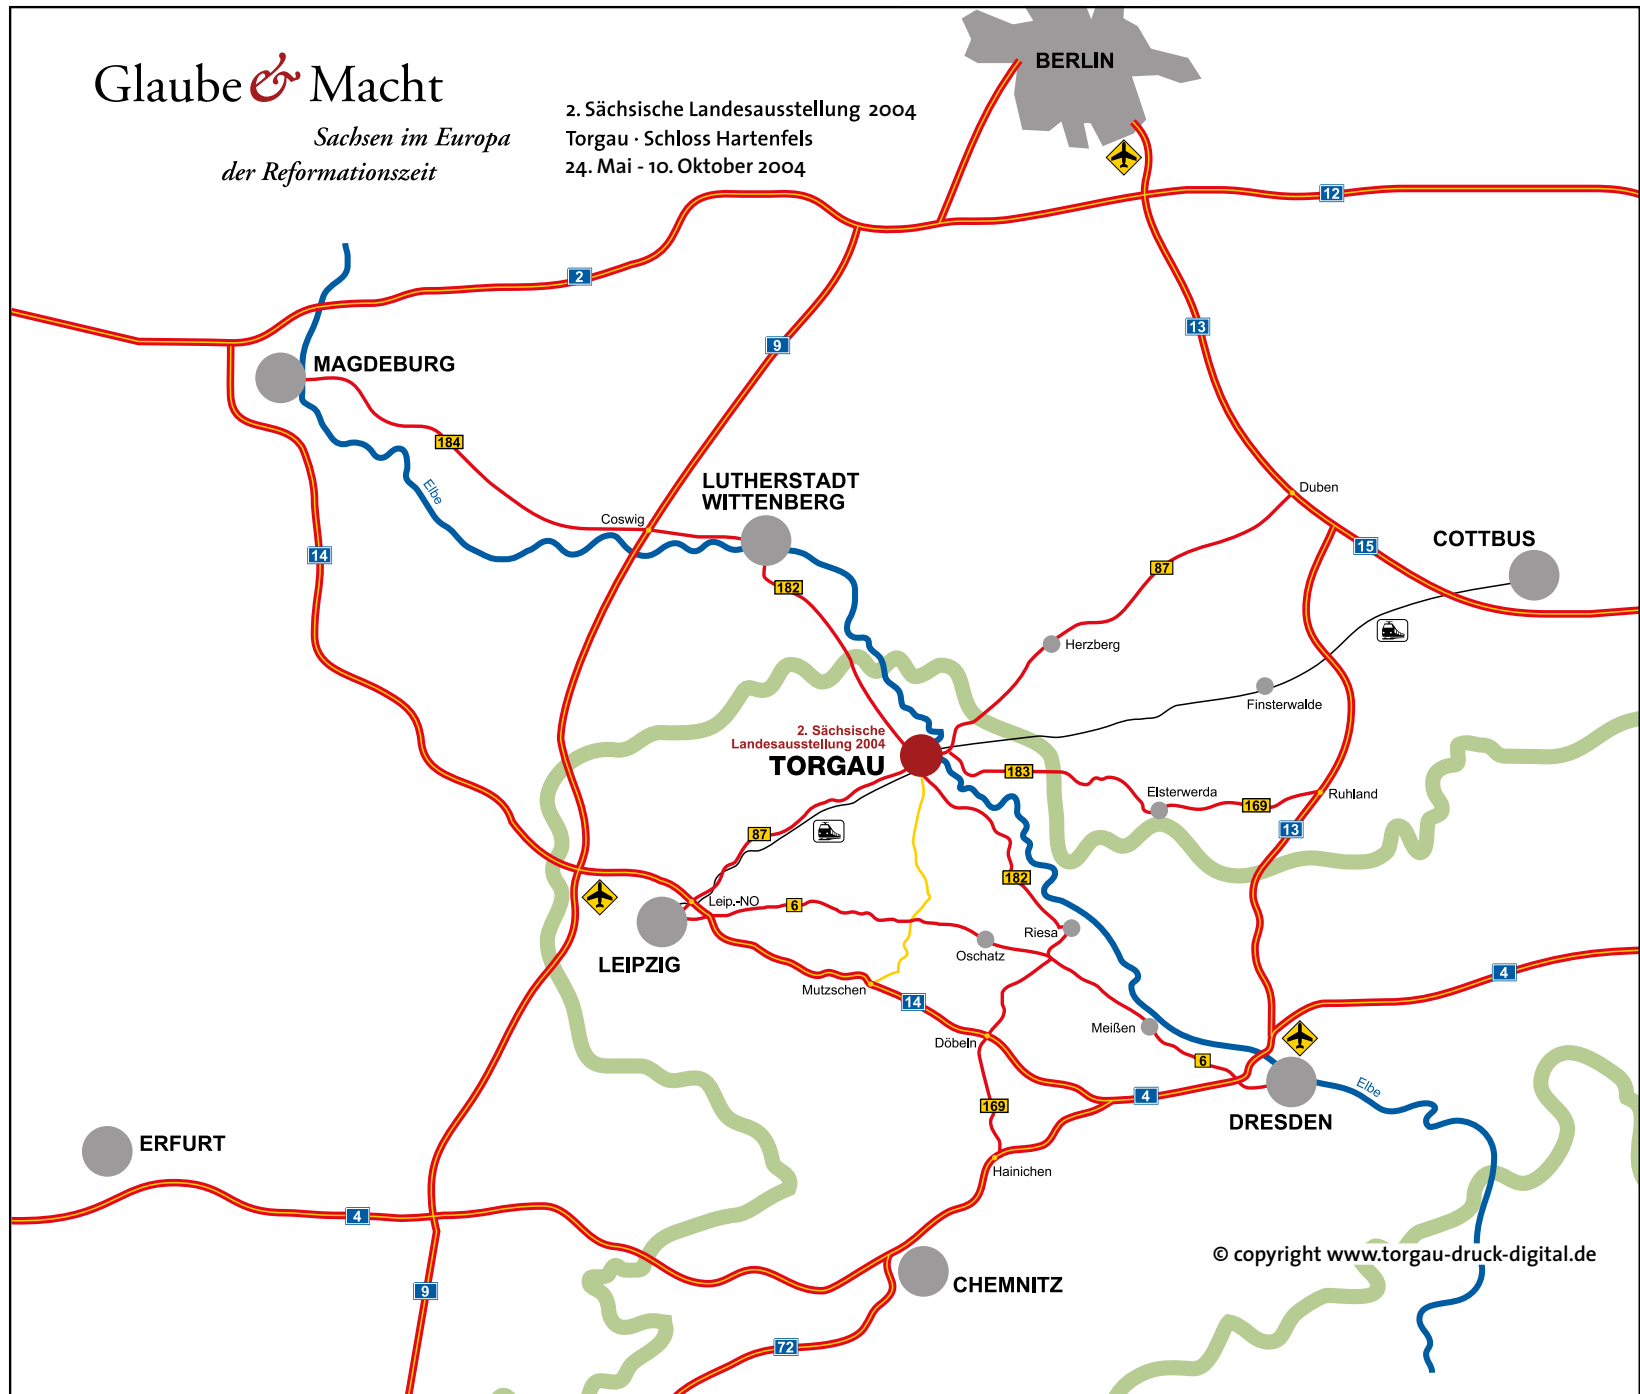 Glaube & Macht
Sachsen im Europa
der Reformationszeit
2. Sächsische Landesausstellung 2004
Torgau · Schloss Hartenfels
24. Mai - 10. Oktober 2004
BERLIN
12
2
13
9
MAGDEBURG
184
Elbe
LUTHERSTADT
WITTENBERG
Coswig
Duben
14
15
COTTBUS
87
182
Herzberg
Finsterwalde
2. Sächsische
Landesausstellung 2004
TORGAU
183
Elsterwerda
169
Ruhland
13
87
182
Leip.-NO
6
LEIPZIG
Riesa
Oschatz
Mutzschen
14
4
Meißen
Döbeln
6
4
169
Elbe
DRESDEN
ERFURT
Hainichen
4
© copyright www.torgau-druck-digital.de
CHEMNITZ
9
72